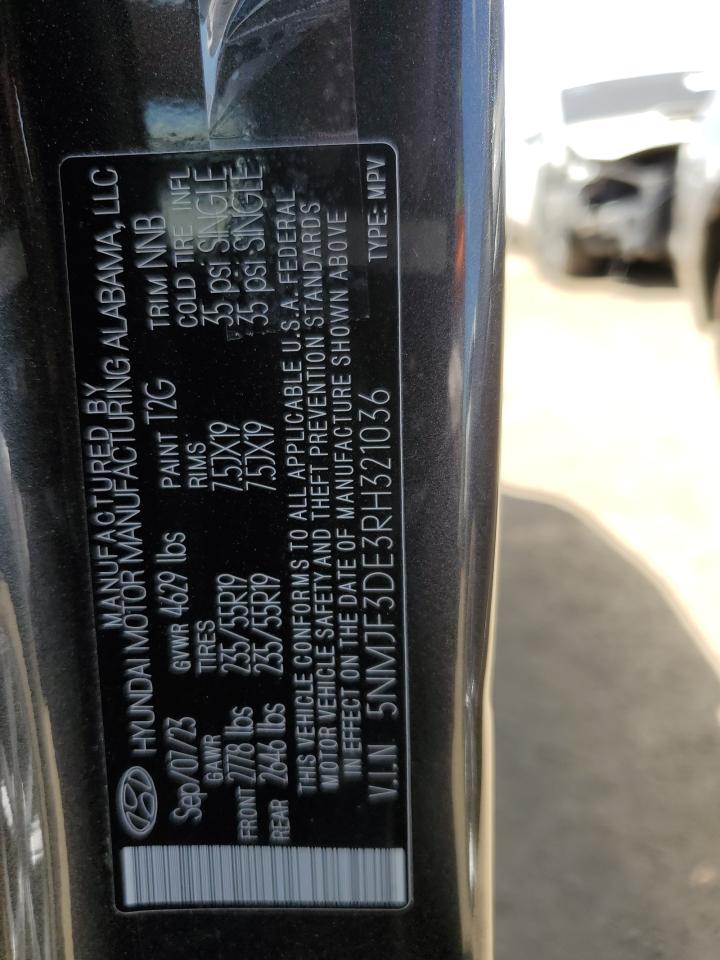 MANUFACTURED BY
HYUNDAI MOTOR MANUFACTURING ALABAMA, LLC
Sep/07/23 GVWR 4629 lbs PAINT T2G TRIM NNB
GAWR TIRES RIMS COLD TIRE INFL
FRONT 2778 lbs 235/55R19 7.5JX19 35 psi SINGLE
REAR 2646 lbs 235/55R19 7.5JX19 35 psi SINGLE
THIS VEHICLE CONFORMS TO ALL APPLICABLE U.S.A. FEDERAL
MOTOR VEHICLE SAFETY AND THEFT PREVENTION STANDARDS
IN EFFECT ON THE DATE OF MANUFACTURE SHOWN ABOVE
V.I.N 5NMJF3DE3RH321036 TYPE: MPV